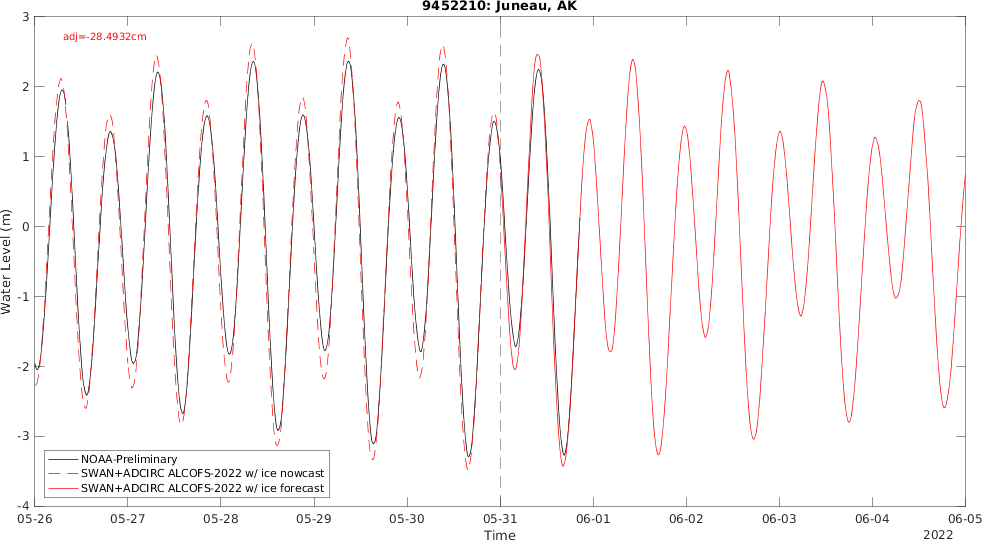 9452210: Juneau, AK
adj=-28.4932cm
3
2
1
0
-1
-2
-3
-4
Water Level (m)
NOAA-Preliminary
SWAN+ADCIRC ALCOFS-2022 w/ ice nowcast
SWAN+ADCIRC ALCOFS-2022 w/ ice forecast
05-26 05-27 05-28 05-29 05-30 05-31 06-01 06-02 06-03 06-04 06-05
Time
2022